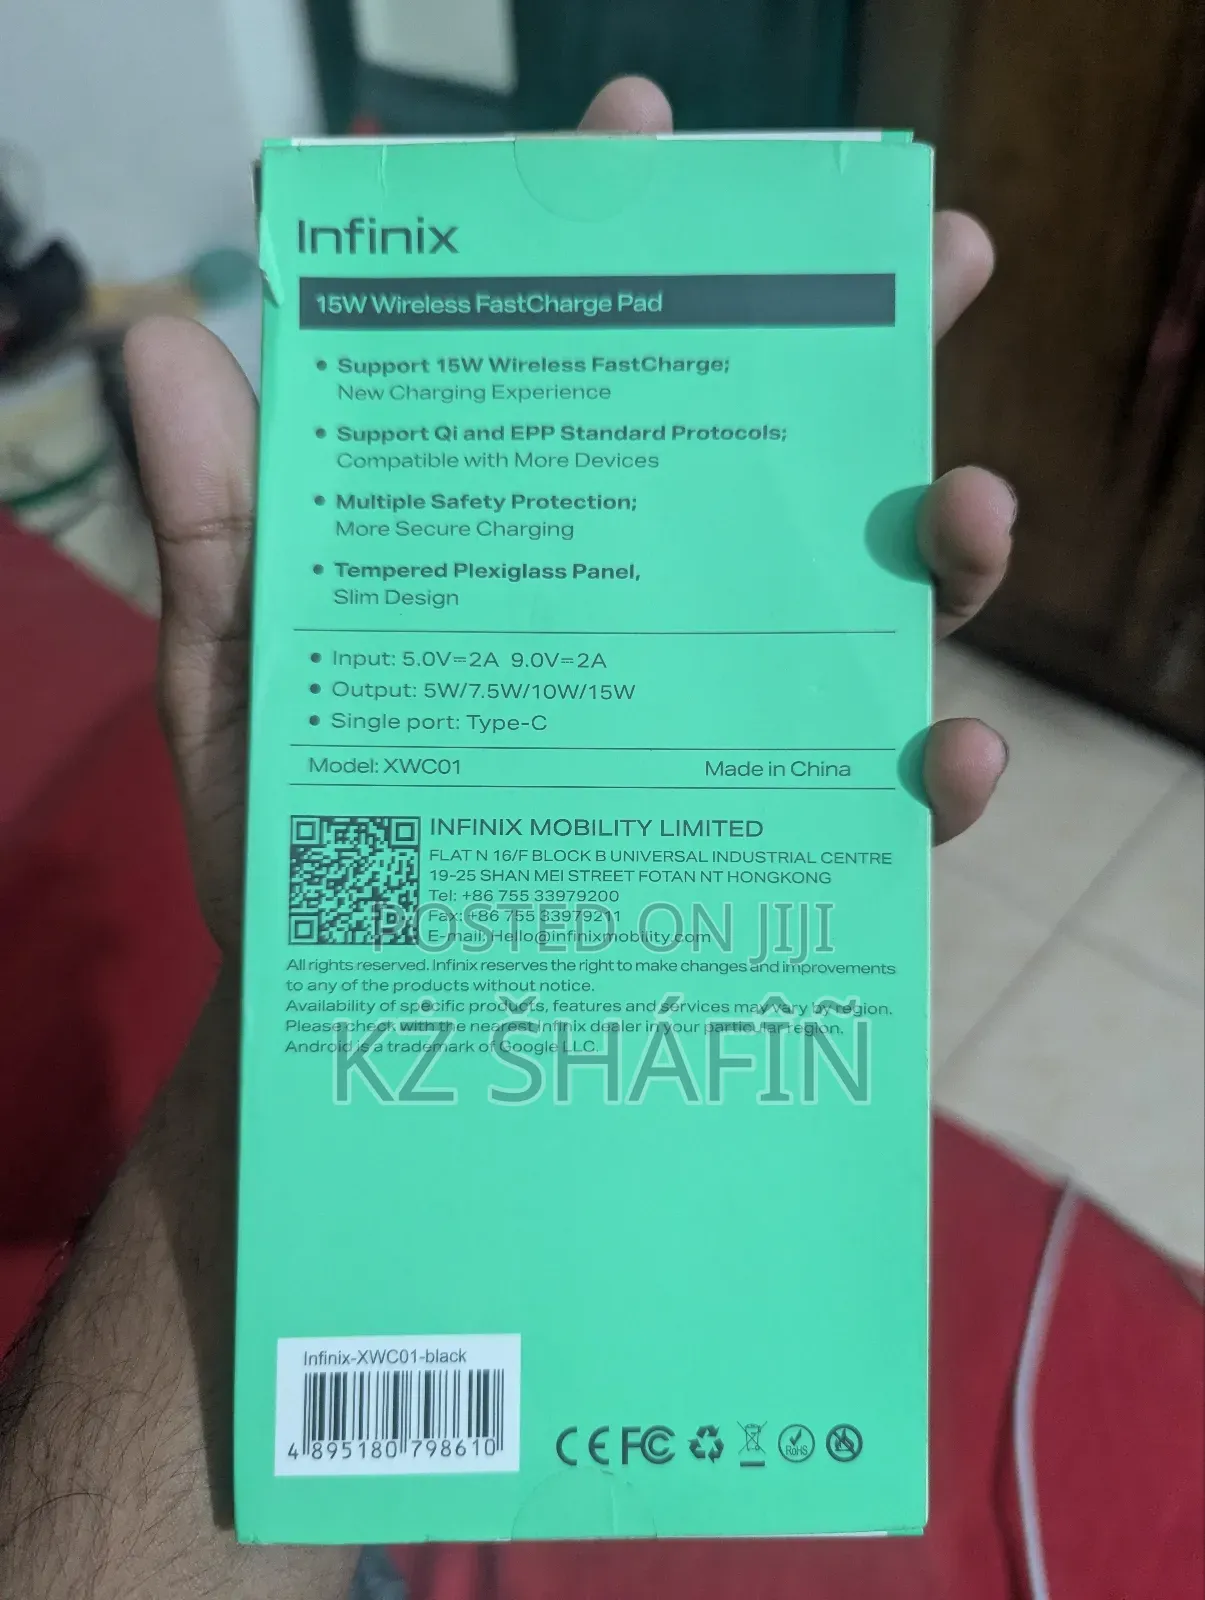 Infinix
15W Wireless FastCharge Pad
• Support 15W Wireless FastCharge;
New Charging Experience
• Support Qi and EPP Standard Protocols;
Compatible with More Devices
• Multiple Safety Protection;
More Secure Charging
• Tempered Plexiglass Panel,
Slim Design
• Input: 5.0V=2A 9.0V=2A
• Output: 5W/7.5W/10W/15W
• Single port: Type-C
Model: XWC01 Made in China
INFINIX MOBILITY LIMITED
FLAT N 16/F BLOCK B UNIVERSAL INDUSTRIAL CENTRE
19-25 SHAN MEI STREET FOTAN NT HONGKONG
Tel: +86 755 33979200
Fax: +86 755 33979211
E-mail: Hello@infinixmobility.com
POSTED ON JIJI
All rights reserved. Infinix reserves the right to make changes and improvements
to any of the products without notice.
Availability of specific products, features and services may vary by region.
Please check with the nearest Infinix dealer in your particular region.
Android is a trademark of Google LLC.
KŻ ŠHÁFÎÑ
Infinix-XWC01-black
4 895180 798610
CE FC
RoHS